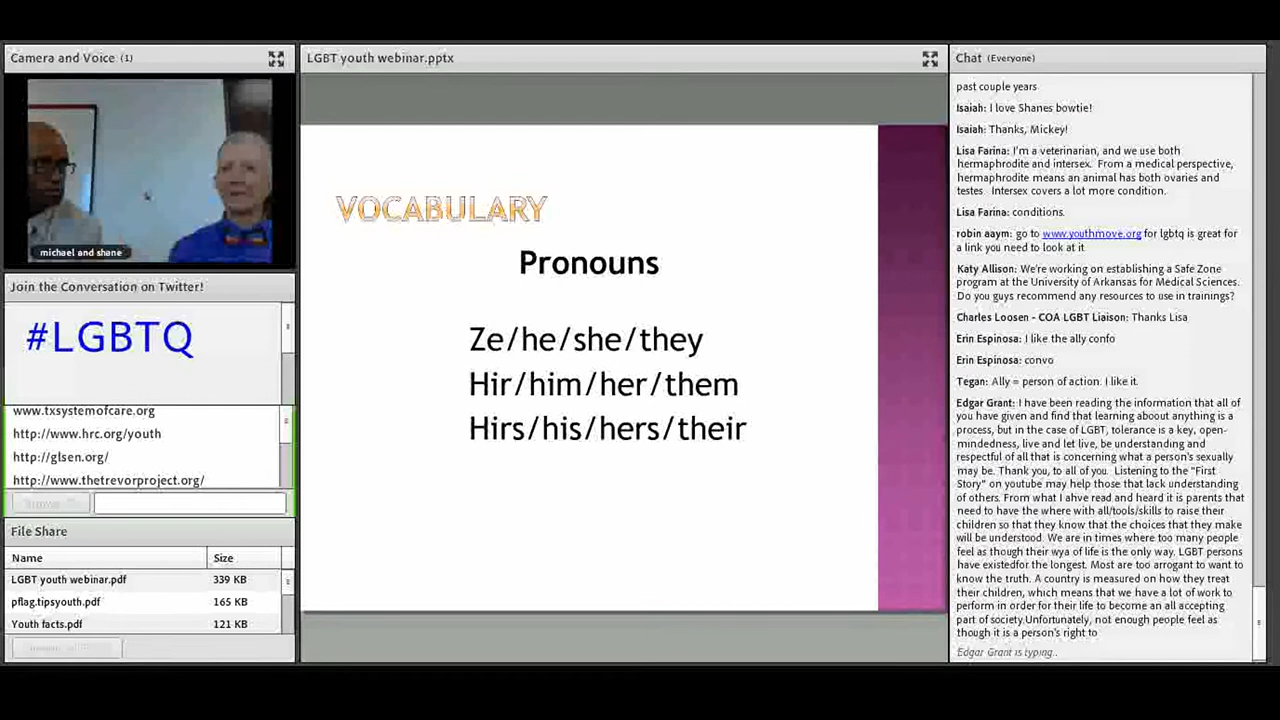 Camera and Voice (1)
michael and shane
Join the Conversation on Twitter!
#LGBTQ
www.txsystemofcare.org
http://www.hrc.org/youth
http://glsen.org/
http://www.thetrevorproject.org/
File Share
Name Size
LGBT youth webinar.pdf 339 KB
pflag.tipsyouth.pdf 165 KB
Youth facts.pdf 121 KB
LGBT youth webinar.pptx
VOCABULARY
Pronouns
Ze/he/she/they
Hir/him/her/them
Hirs/his/hers/their
Chat (Everyone)
past couple years
Isaiah: I love Shanes bowtie!
Isaiah: Thanks, Mickey!
Lisa Farina: I'm a veterinarian, and we use both
hermaphrodite and intersex. From a medical perspective,
hermaphrodite means an animal has both ovaries and
testes Intersex covers a lot more condition.
Lisa Farina: conditions.
robin aaym: go to www.youthmove.org for lgbtq is great for
a link you need to look at it
Katy Allison: We're working on establishing a Safe Zone
program at the University of Arkansas for Medical Sciences.
Do you guys recommend any resources to use in trainings?
Charles Loosen - COA LGBT Liaison: Thanks Lisa
Erin Espinosa: I like the ally confo
Erin Espinosa: convo
Tegan: Ally = person of action. I like it.
Edgar Grant: I have been reading the information that all of
you have given and find that learning aboout anything is a
process, but in the case of LGBT, tolerance is a key, open-
mindedness, live and let live, be understanding and
respectful of all that is concerning what a person's sexually
may be. Thank you, to all of you. Listening to the "First
Story" on youtube may help those that lack understanding
of others. From what I ahve read and heard it is parents that
need to have the where with all/tools/skills to raise their
children so that they know that the choices that they make
will be understood. We are in times where too many people
feel as though their wya of life is the only way. LGBT persons
have existedfor the longest. Most are too arrogant to want to
know the truth. A country is measured on how they treat
their children, which means that we have a lot of work to
perform in order for their life to become an all accepting
part of society.Unfortunately, not enough people feel as
though it is a person's right to
Edgar Grant is typing..